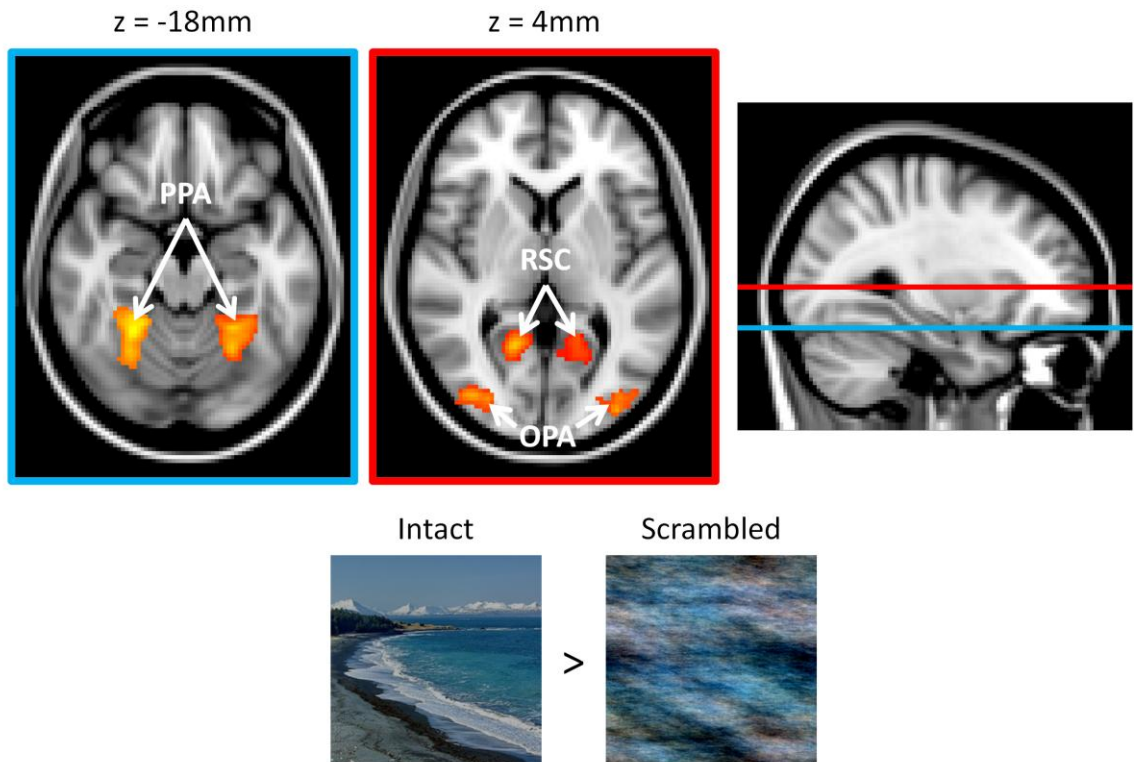 z = -18mm
z = 4mm
PPA
RSC
OPA
Intact
Scrambled
>